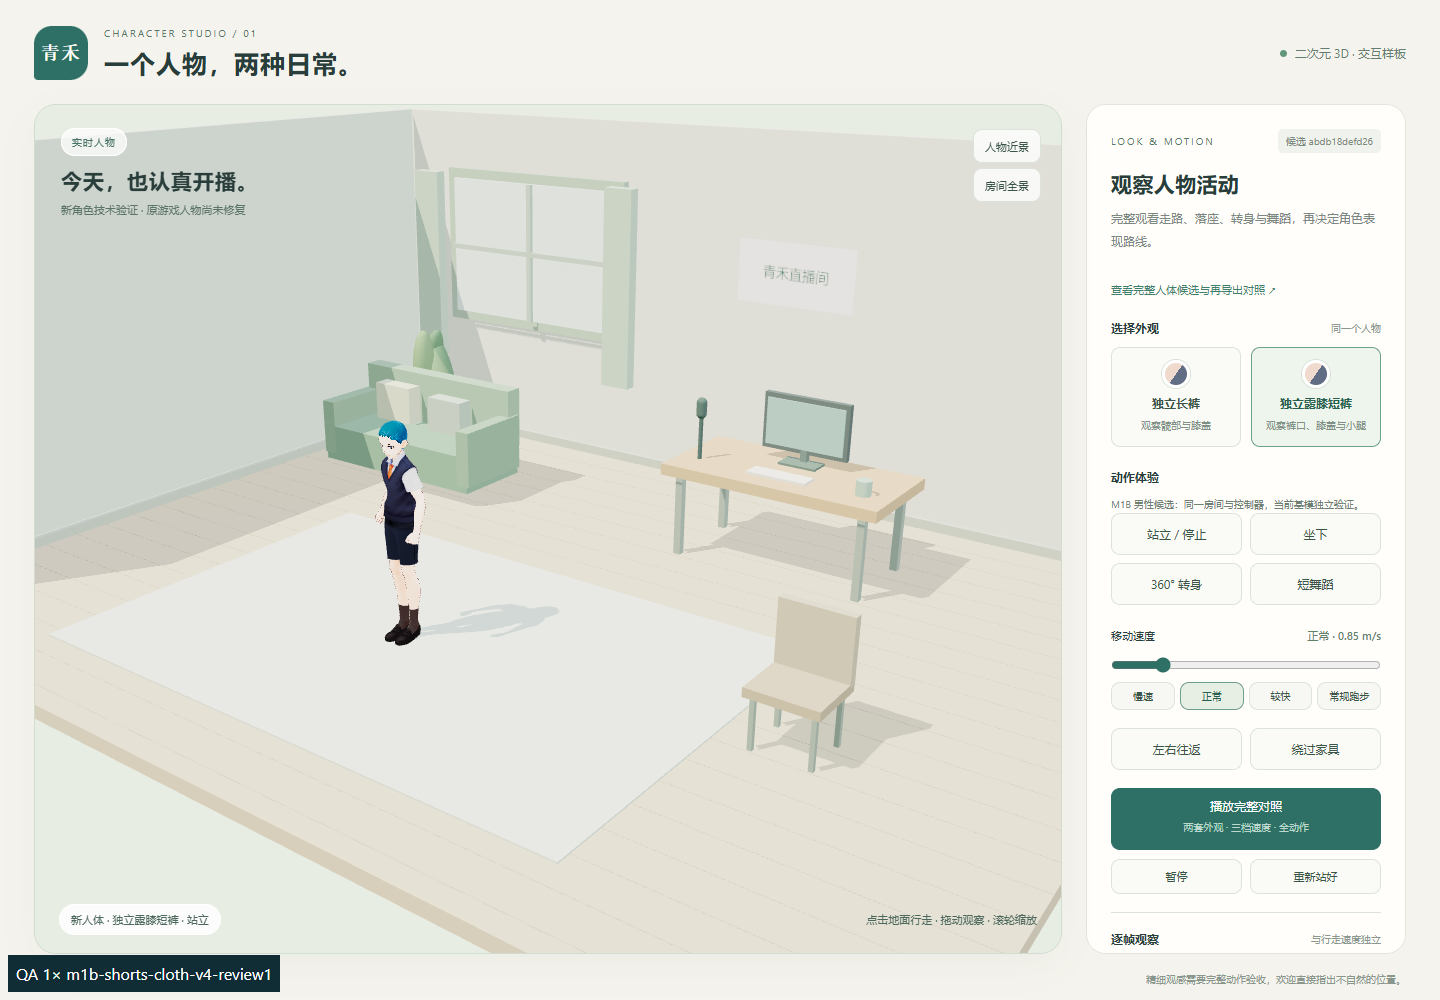 青禾
CHARACTER STUDIO / 01
一个人物，两种日常。
二次元 3D · 交互样板
实时人物
今天，也认真开播。
新角色技术验证 · 原游戏人物尚未修复
人物近景
房间全景
青禾直播间
新人体 · 独立露膝短裤 · 站立
点击地面行走 · 拖动观察 · 滚轮缩放
LOOK & MOTION
候选 abdb18defd26
观察人物活动
完整观看走路、落座、转身与舞蹈，再决定角色表
现路线。
查看完整人体候选与再导出对照 ↗
选择外观
同一个人物
独立长裤
观察髋部与膝盖
独立露膝短裤
观察裤口、膝盖与小腿
动作体验
M1B 男性候选：同一房间与控制器，当前基模独立验证。
站立 / 停止
坐下
360° 转身
短舞蹈
移动速度
正常 · 0.85 m/s
慢速
正常
较快
常规跑步
左右往返
绕过家具
播放完整对照
两套外观 · 三档速度 · 全动作
暂停
重新站好
逐帧观察
与行走速度独立
QA 1× m1b-shorts-cloth-v4-review1
精细观感需要完整动作验收，欢迎直接指出不自然的位置。